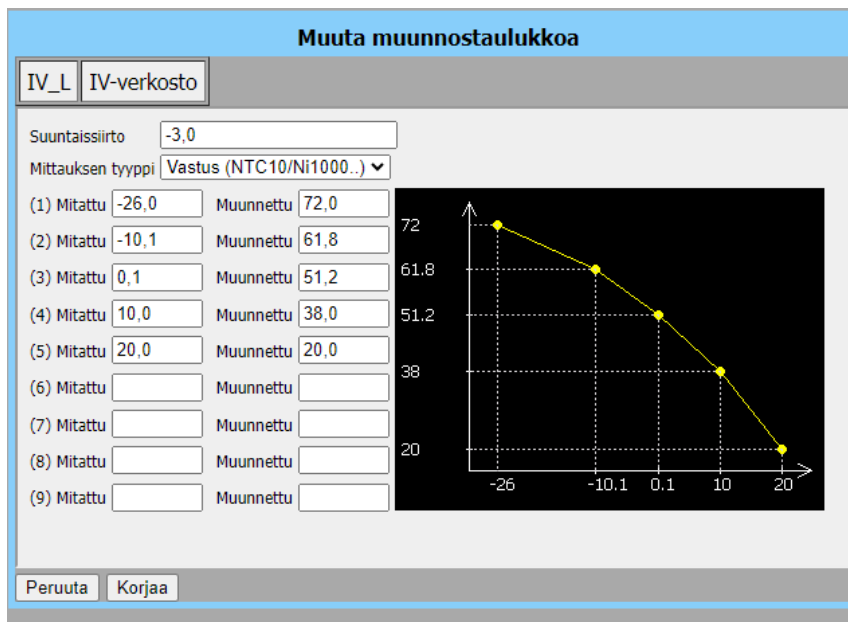 Muuta muunnostaulukkoa
IV_L IV-verkosto
Suuntaissiirto -3,0
Mittauksen tyyppi Vastus (NTC10/Ni1000..)
(1) Mitattu -26,0 Muunnettu 72,0
(2) Mitattu -10,1 Muunnettu 61,8
(3) Mitattu 0,1 Muunnettu 51,2
(4) Mitattu 10,0 Muunnettu 38,0
(5) Mitattu 20,0 Muunnettu 20,0
(6) Mitattu Muunnettu
(7) Mitattu Muunnettu
(8) Mitattu Muunnettu
(9) Mitattu Muunnettu
72
61.8
51.2
38
20
-26 -10.1 0.1 10 20
Peruuta Korjaa